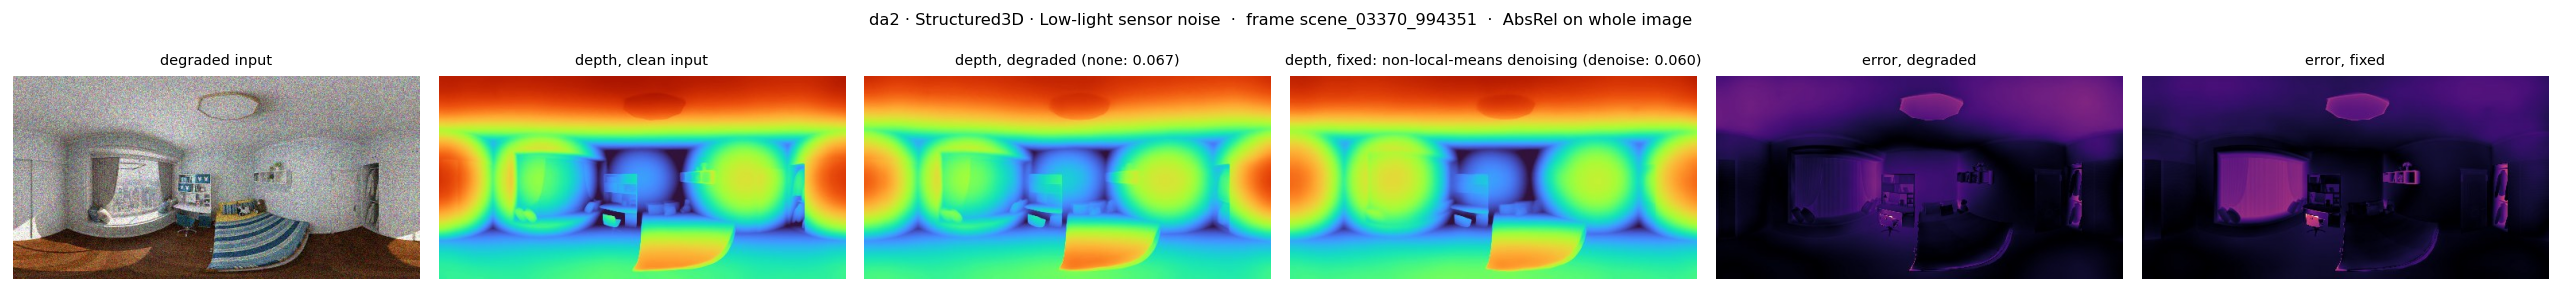 da2 · Structured3D · Low-light sensor noise · frame scene_03370_994351 · AbsRel on whole image
degraded input
depth, clean input
depth, degraded (none: 0.067)
depth, fixed: non-local-means denoising (denoise: 0.060)
error, degraded
error, fixed